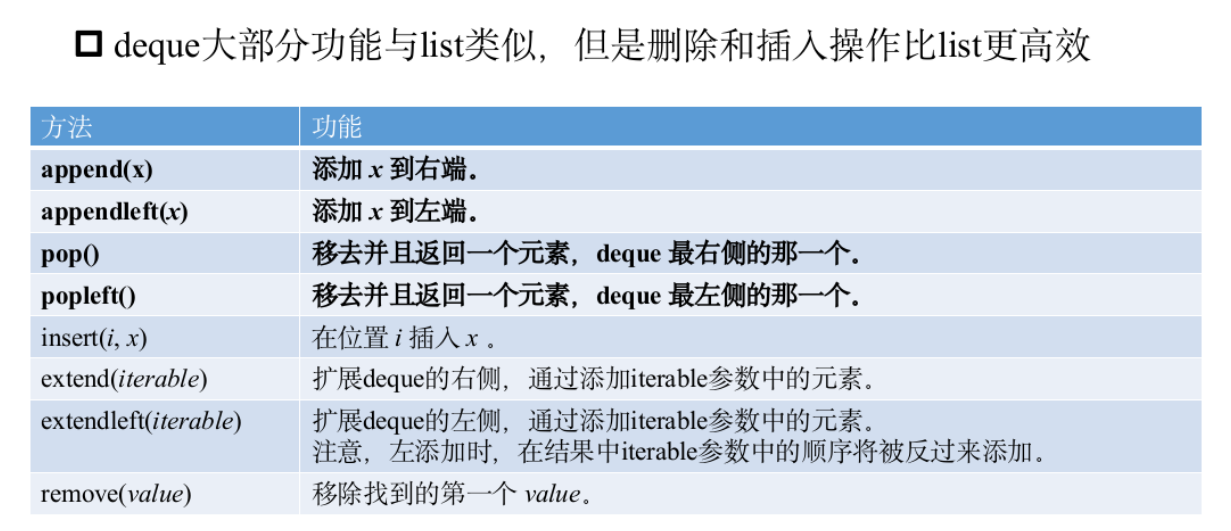 deque大部分功能与list类似，但是删除和插入操作比list更高效
方法 功能
append(x) 添加 x 到右端。
appendleft(x) 添加 x 到左端。
pop() 移去并且返回一个元素，deque 最右侧的那一个。
popleft() 移去并且返回一个元素，deque 最左侧的那一个。
insert(i, x) 在位置 i 插入 x 。
extend(iterable) 扩展deque的右侧，通过添加iterable参数中的元素。
extendleft(iterable) 扩展deque的左侧，通过添加iterable参数中的元素。
注意，左添加时，在结果中iterable参数中的顺序将被反过来添加。
remove(value) 移除找到的第一个 value。